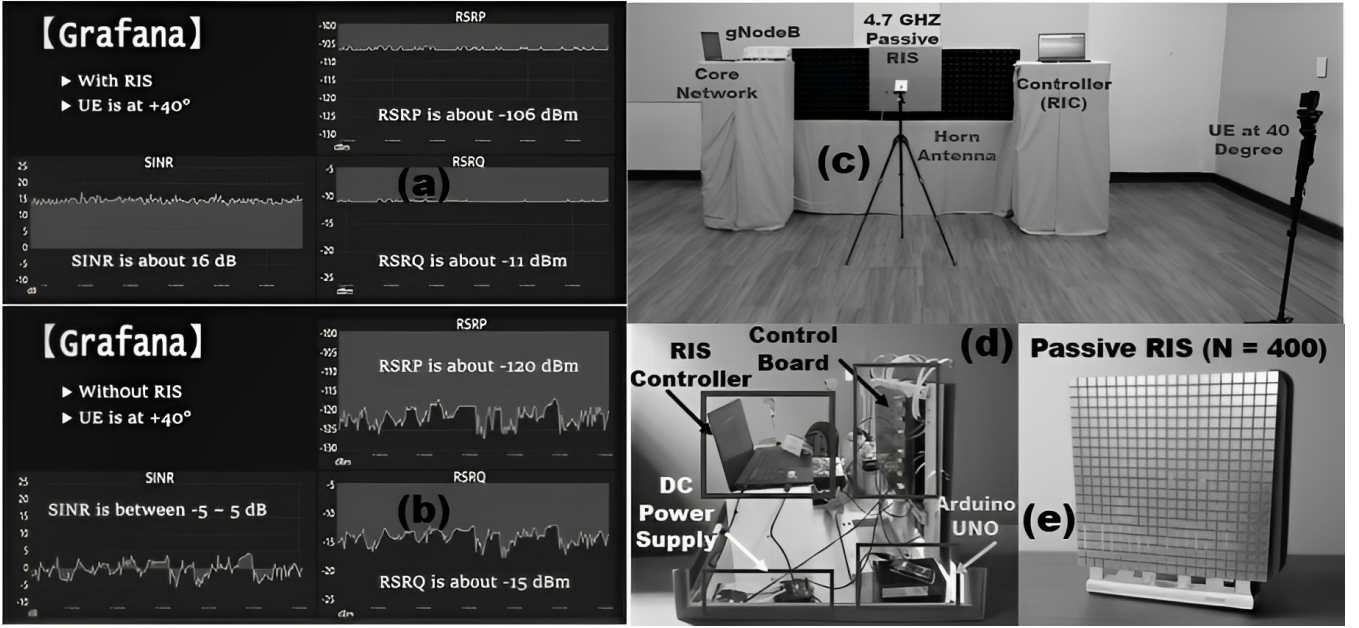 【Grafana】
▶ With RIS
▶ UE is at +40°
RSRP
-100
-105
-110
-115
-120
-125
-130
RSRP is about -106 dBm
SINR
25
20
15
10
5
0
-5
-10
SINR is about 16 dB
RSRQ
-5
-10
-15
-20
-25
(a)
RSRQ is about -11 dBm
【Grafana】
▶ Without RIS
▶ UE is at +40°
RSRP
-100
-105
-110
-115
-120
-125
-130
RSRP is about -120 dBm
SINR
SINR is between -5 ~ 5 dB
25
20
15
10
5
0
-5
-10
RSRQ
-5
-10
-15
-20
-25
(b)
RSRQ is about -15 dBm
gNodeB
4.7 GHZ
Passive
RIS
Core
Network
Controller
(RIC)
Horn
Antenna
(c)
UE at 40
Degree
RIS
Controller
Control
Board
(d)
DC
Power
Supply
Arduino
UNO
Passive RIS (N = 400)
(e)